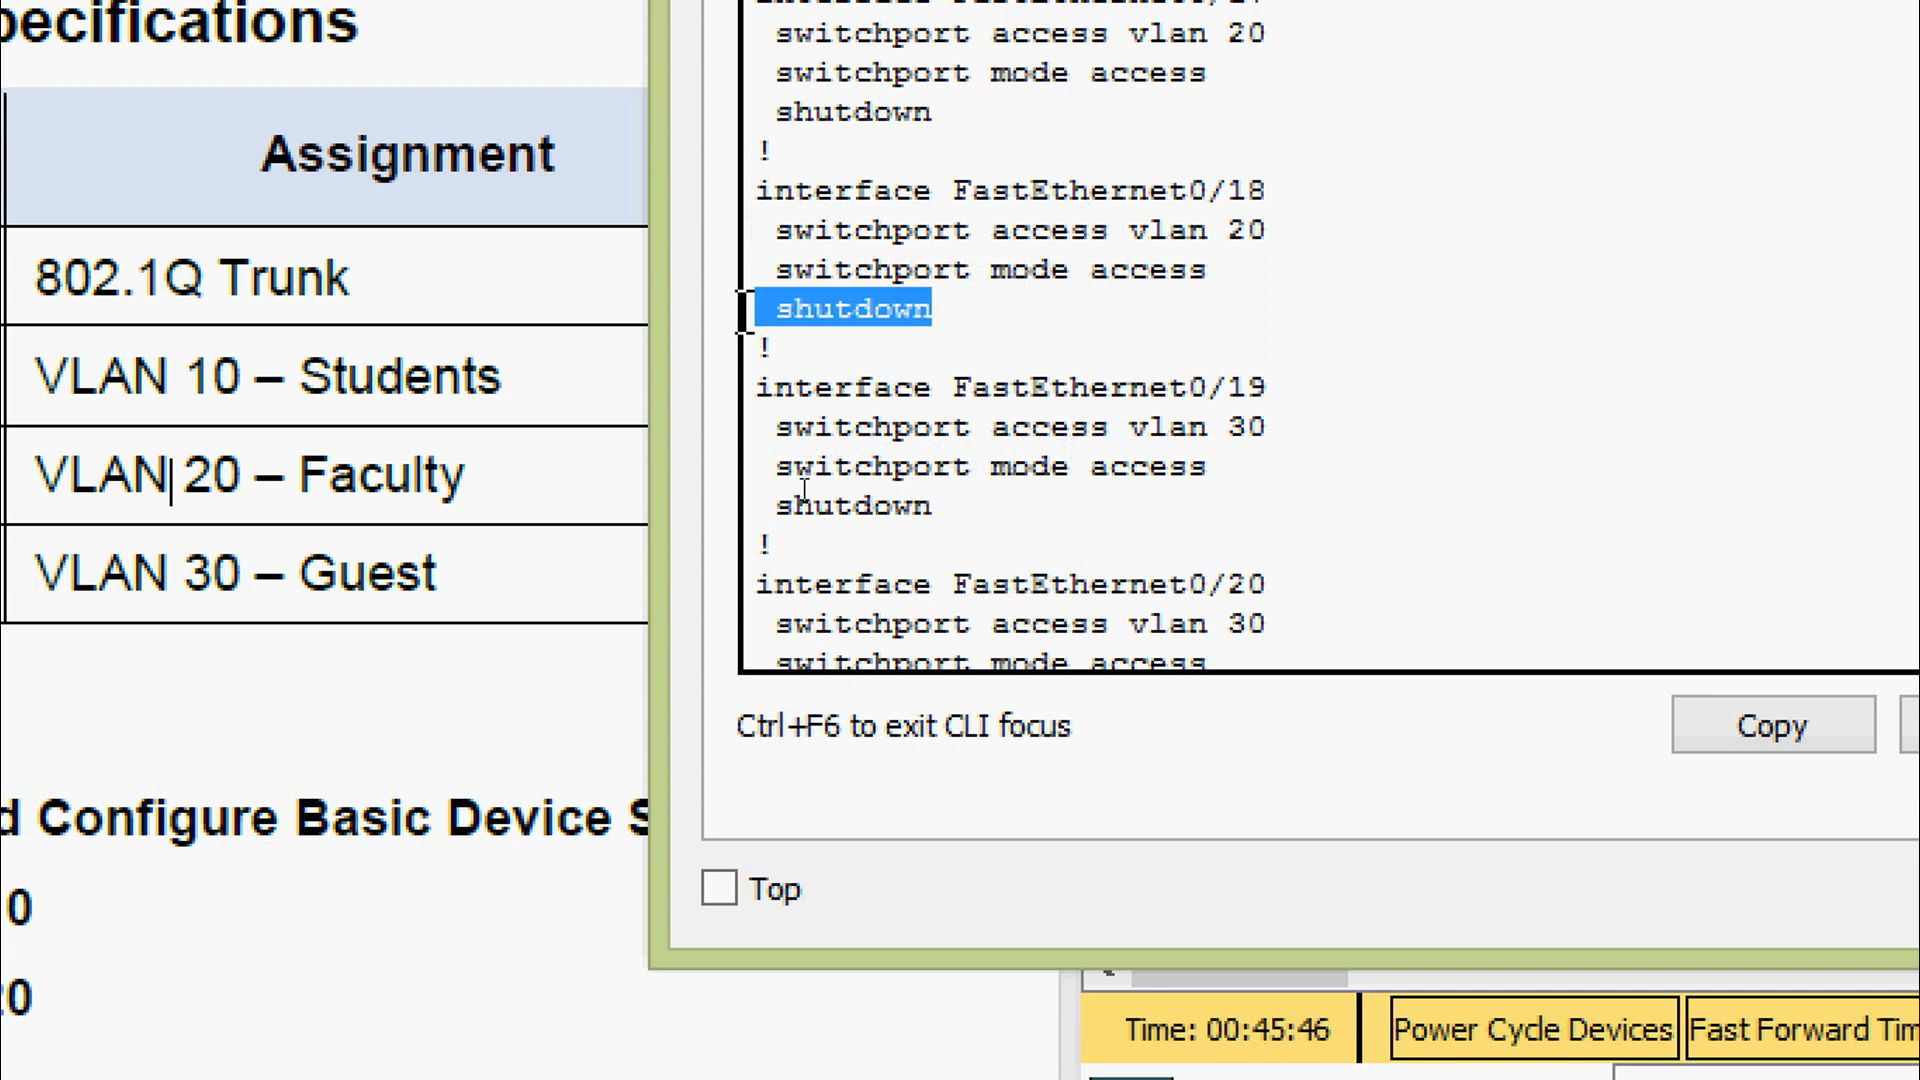 pecifications
Assignment
802.1Q Trunk
VLAN 10 – Students
VLAN 20 – Faculty
VLAN 30 – Guest
d Configure Basic Device S
0
20
switchport access vlan 20
switchport mode access
shutdown
!
interface FastEthernet0/18
switchport access vlan 20
switchport mode access
shutdown
!
interface FastEthernet0/19
switchport access vlan 30
switchport mode access
shutdown
!
interface FastEthernet0/20
switchport access vlan 30
switchport mode access
Ctrl+F6 to exit CLI focus
Copy
Top
Time: 00:45:46
Power Cycle Devices
Fast Forward Tim